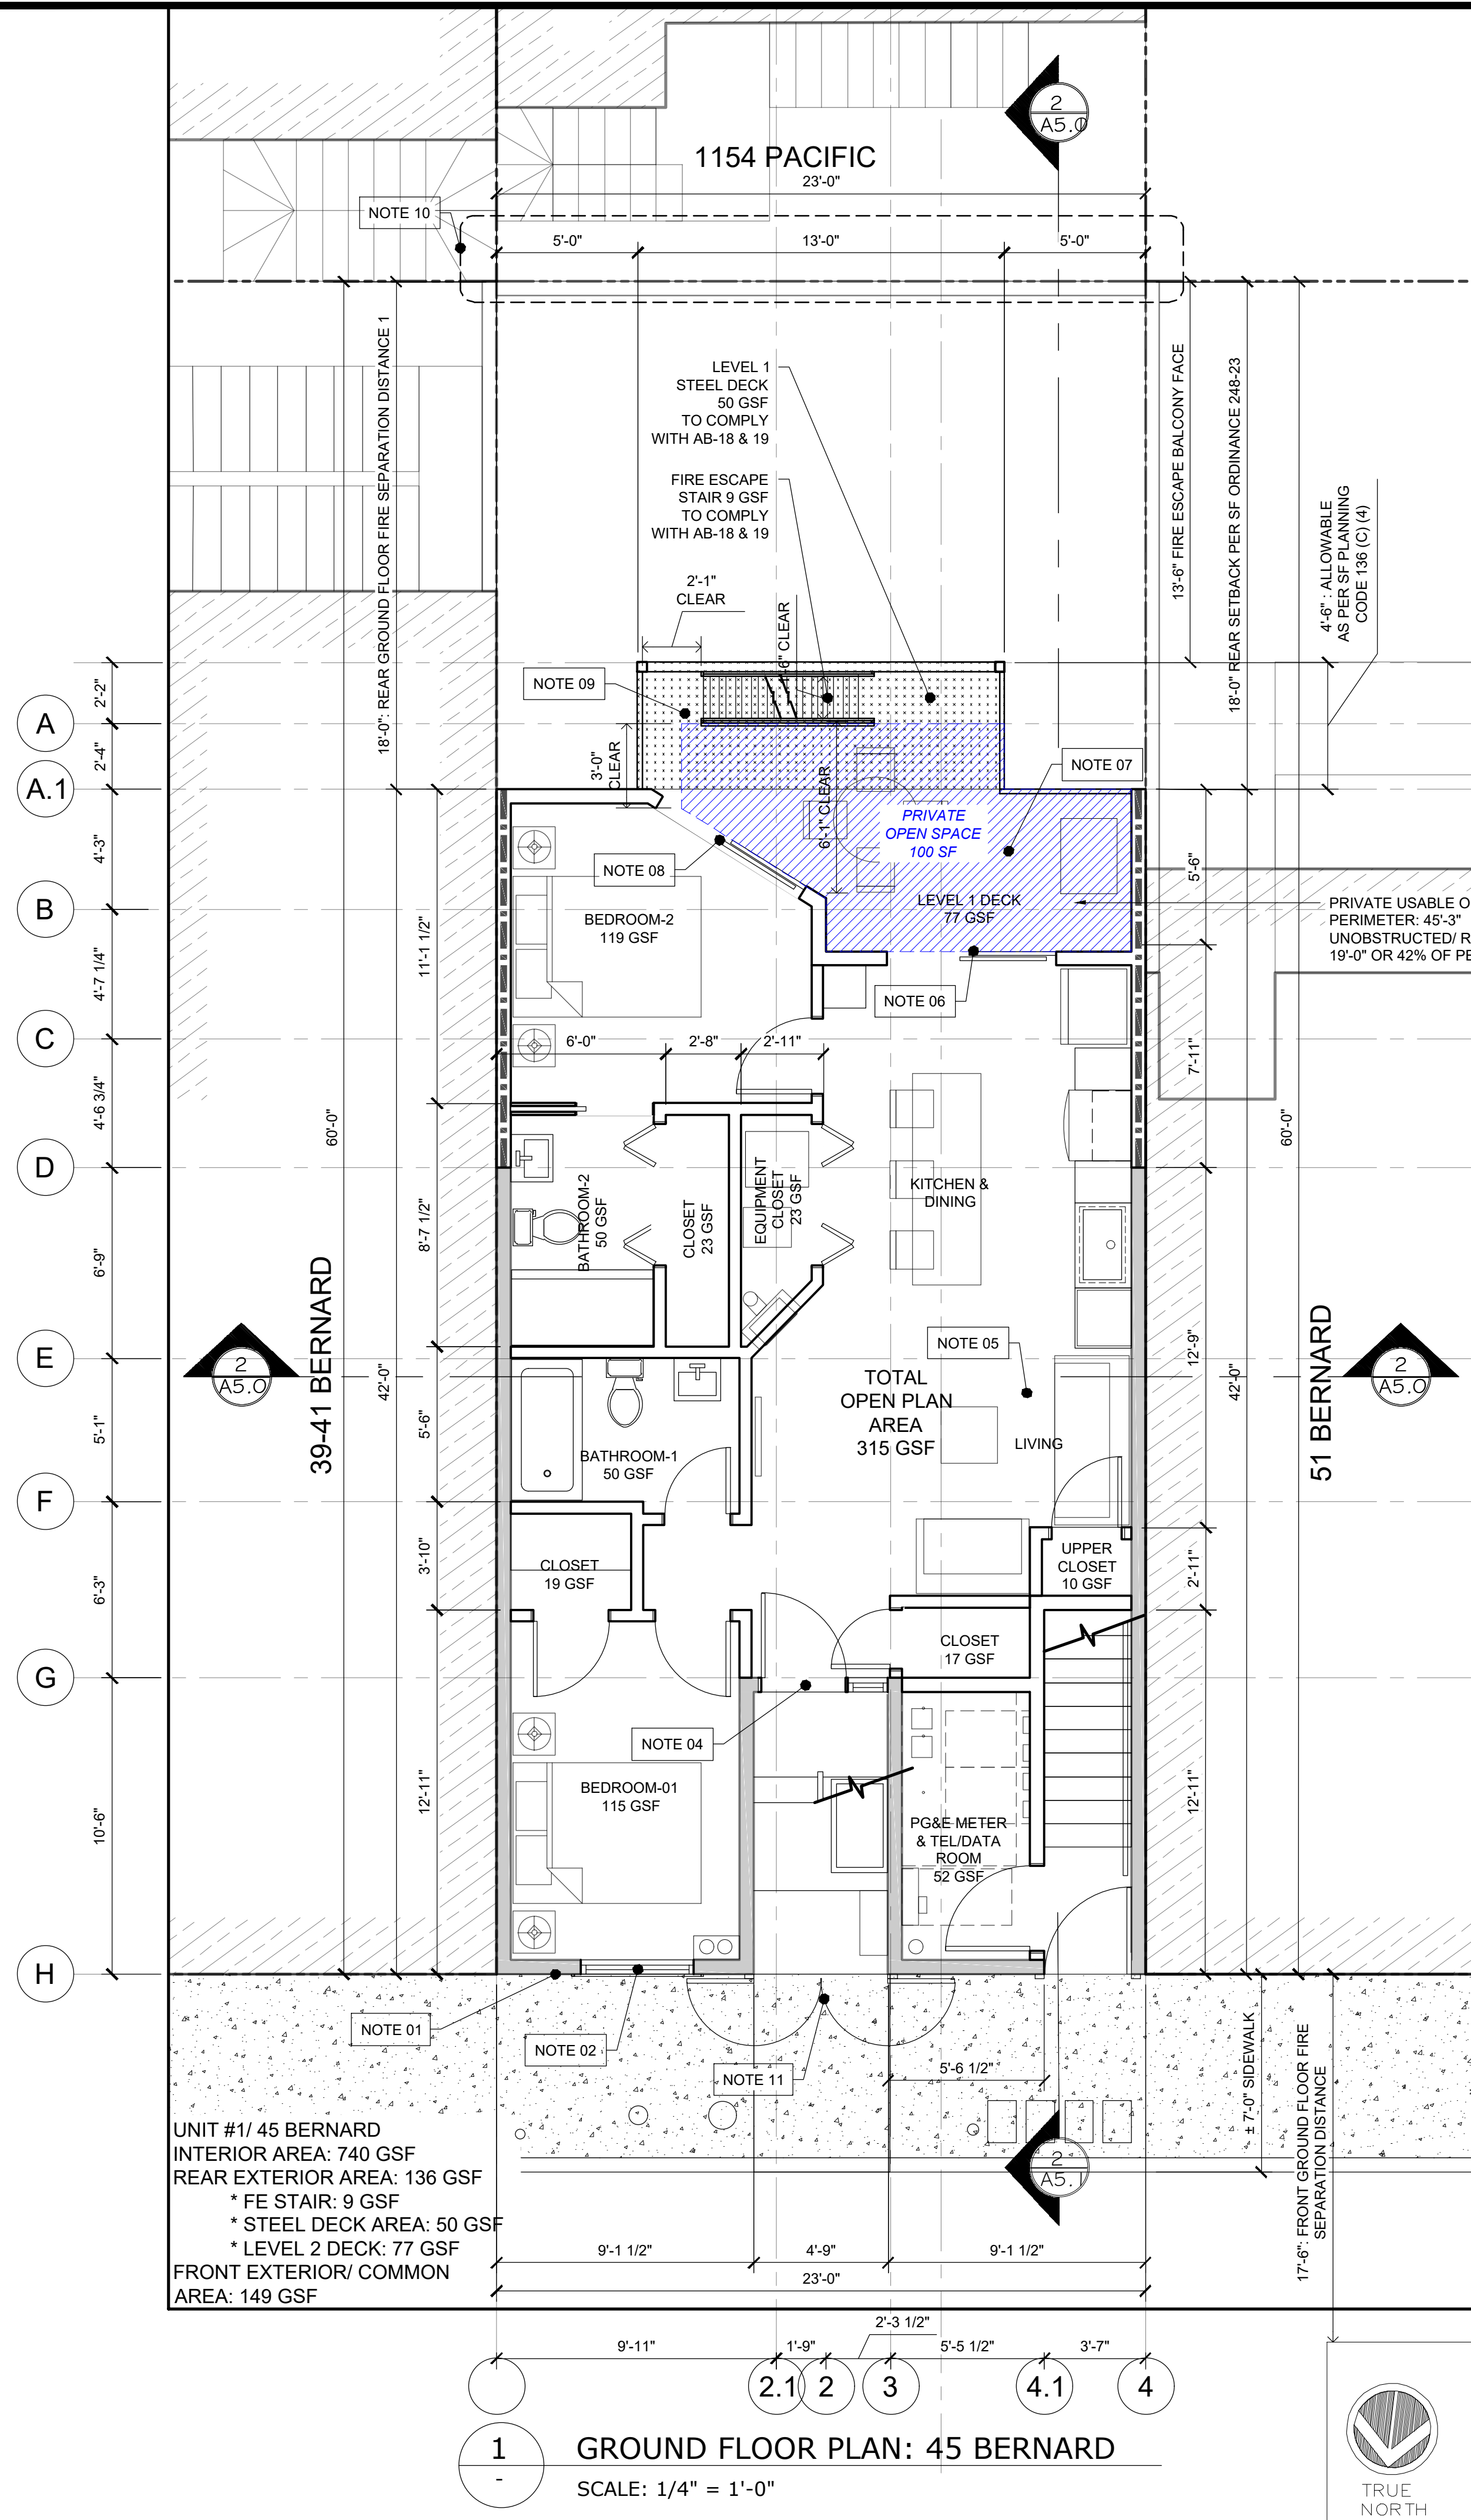 2
A5.0
1154 PACIFIC
23'-0"
NOTE 10
5'-0"
13'-0"
5'-0"
18'-0": REAR GROUND FLOOR FIRE SEPARATION DISTANCE 1
LEVEL 1
STEEL DECK
50 GSF
TO COMPLY
WITH AB-18 & 19
FIRE ESCAPE
STAIR 9 GSF
TO COMPLY
WITH AB-18 & 19
13'-6" FIRE ESCAPE BALCONY FACE
18'-0" REAR SETBACK PER SF ORDINANCE 248-23
4'-6" : ALLOWABLE
AS PER SF PLANNING
CODE 136 (C) (4)
2'-1"
CLEAR
6" CLEAR
NOTE 09
2'-2"
A
2'-4"
A.1
3'-0"
CLEAR
6'-1" CLEAR
NOTE 07
PRIVATE
OPEN SPACE
100 SF
4'-3"
NOTE 08
5'-6"
B
BEDROOM-2
119 GSF
LEVEL 1 DECK
77 GSF
PRIVATE USABLE O
PERIMETER: 45'-3"
UNOBSTRUCTED/ R
19'-0" OR 42% OF PE
11'-1 1/2"
4'-7 1/4"
NOTE 06
C
6'-0"
2'-8"
2'-11"
7'-11"
4'-6 3/4"
60'-0"
60'-0"
D
BATHROOM-2
50 GSF
CLOSET
23 GSF
EQUIPMENT
CLOSET
23 GSF
KITCHEN &
DINING
8'-7 1/2"
6'-9"
39-41 BERNARD
51 BERNARD
NOTE 05
12'-9"
E
2
A5.0
42'-0"
TOTAL
OPEN PLAN
AREA
315 GSF
42'-0"
2
A5.0
5'-1"
5'-6"
BATHROOM-1
50 GSF
LIVING
F
3'-10"
CLOSET
19 GSF
UPPER
CLOSET
10 GSF
2'-11"
6'-3"
CLOSET
17 GSF
G
NOTE 04
BEDROOM-01
115 GSF
12'-11"
12'-11"
10'-6"
PG&E METER
& TEL/DATA
ROOM
52 GSF
H
NOTE 01
NOTE 02
NOTE 11
5'-6 1/2"
± 7'-0" SIDEWALK
17'-6": FRONT GROUND FLOOR FIRE
SEPARATION DISTANCE
2
A5.1
UNIT #1/ 45 BERNARD
INTERIOR AREA: 740 GSF
REAR EXTERIOR AREA: 136 GSF
* FE STAIR: 9 GSF
* STEEL DECK AREA: 50 GSF
* LEVEL 2 DECK: 77 GSF
FRONT EXTERIOR/ COMMON
AREA: 149 GSF
9'-1 1/2"
4'-9"
9'-1 1/2"
23'-0"
2'-3 1/2"
9'-11"
1'-9"
5'-5 1/2"
3'-7"
2.1
2
3
4.1
4
1
-
GROUND FLOOR PLAN: 45 BERNARD
SCALE: 1/4" = 1'-0"
TRUE
NORTH